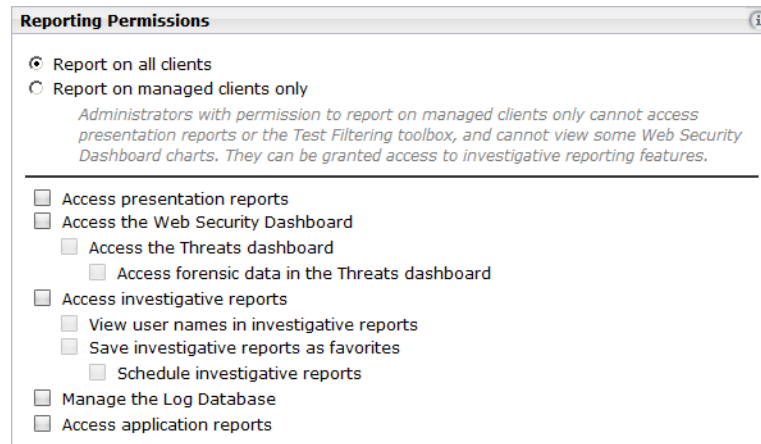 Reporting Permissions
Report on all clients
Report on managed clients only
Administrators with permission to report on managed clients only cannot access
presentation reports or the Test Filtering toolbox, and cannot view some Web Security
Dashboard charts. They can be granted access to investigative reporting features.
Access presentation reports
Access the Web Security Dashboard
Access the Threats dashboard
Access forensic data in the Threats dashboard
Access investigative reports
View user names in investigative reports
Save investigative reports as favorites
Schedule investigative reports
Manage the Log Database
Access application reports